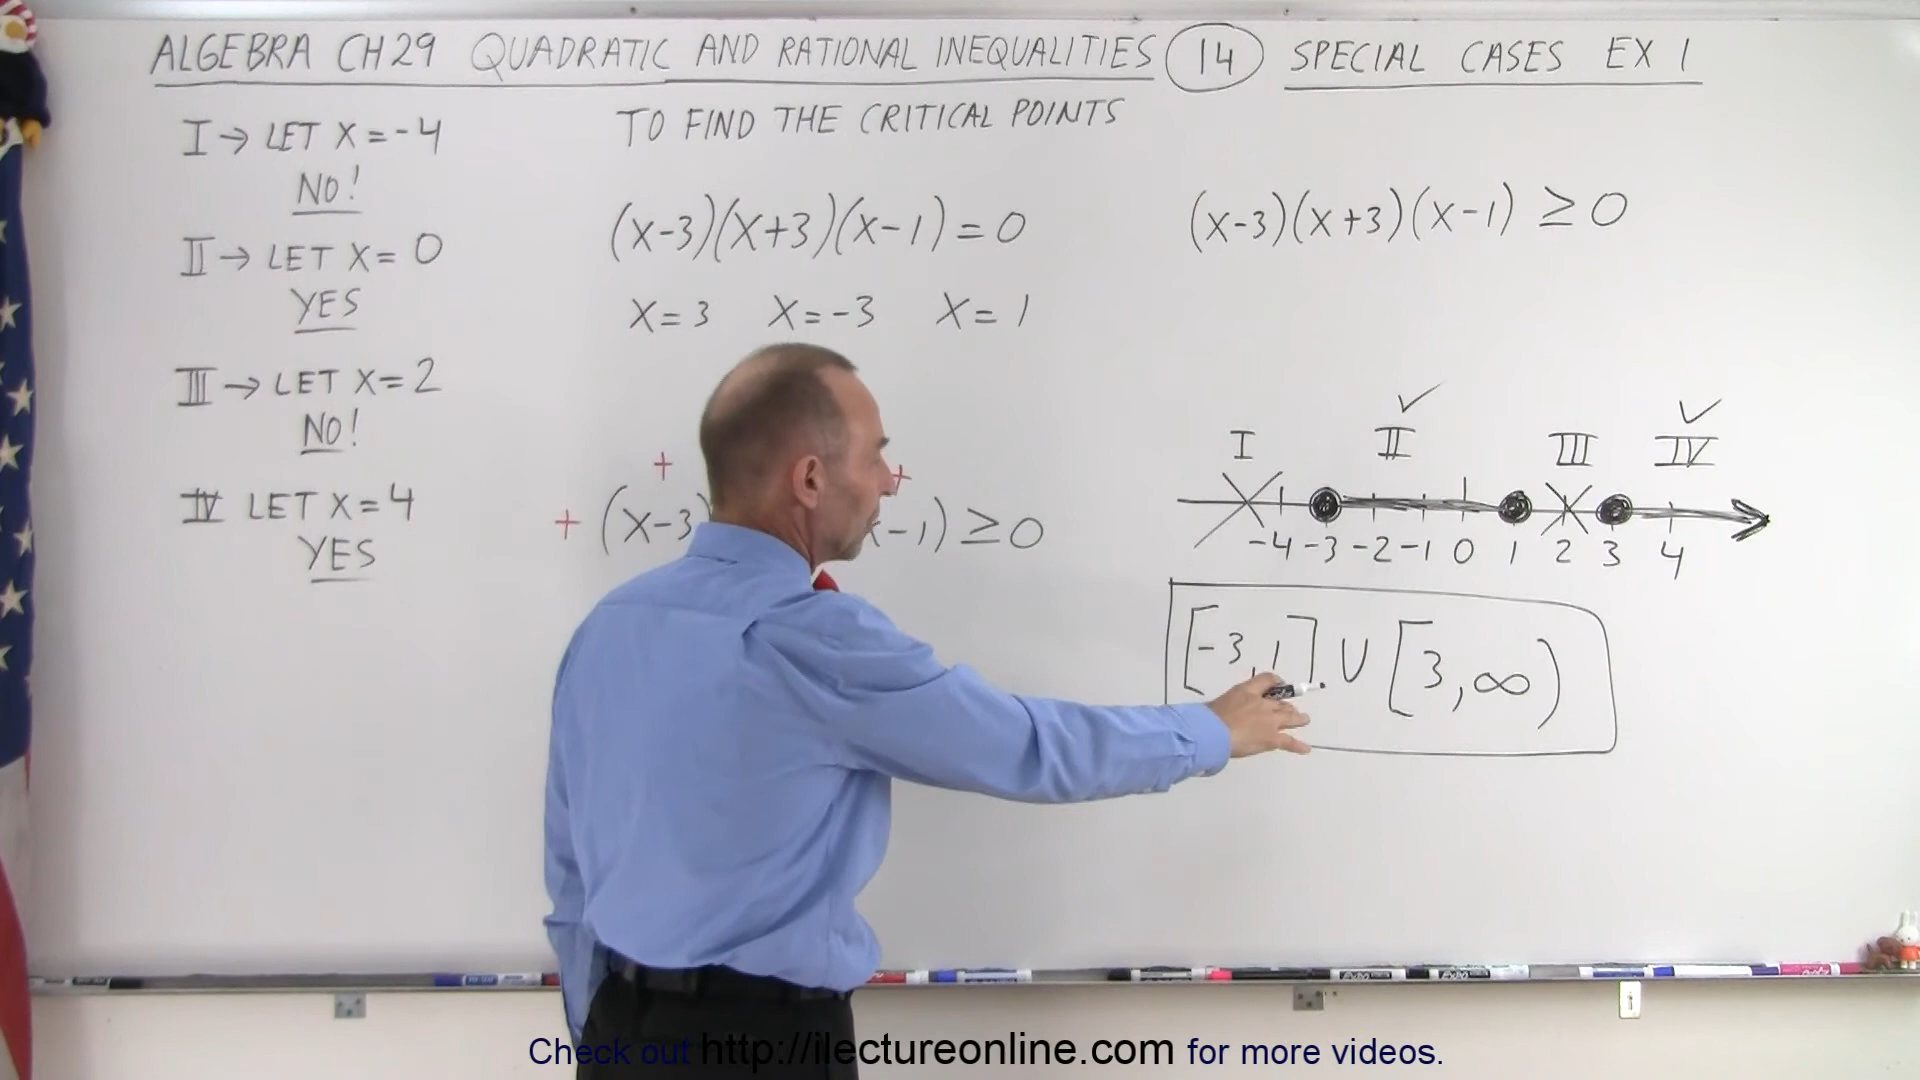 ALGEBRA CH 29 QUADRATIC AND RATIONAL INEQUALITIES 14 SPECIAL CASES EX 1
I → LET X = -4
NO!
II → LET X = 0
YES
III → LET X = 2
NO!
IV LET X = 4
YES
TO FIND THE CRITICAL POINTS
(X-3)(X+3)(X-1) = 0
X = 3 X = -3 X = 1
+ +
+ (X-3) X-1) ≥ 0
(X-3)(X+3)(X-1) ≥ 0
✓ ✓
I II III IV
-4 -3 -2 -1 0 1 2 3 4
[-3, 1] ∪ [3, ∞)
Check out http://ilectureonline.com for more videos.